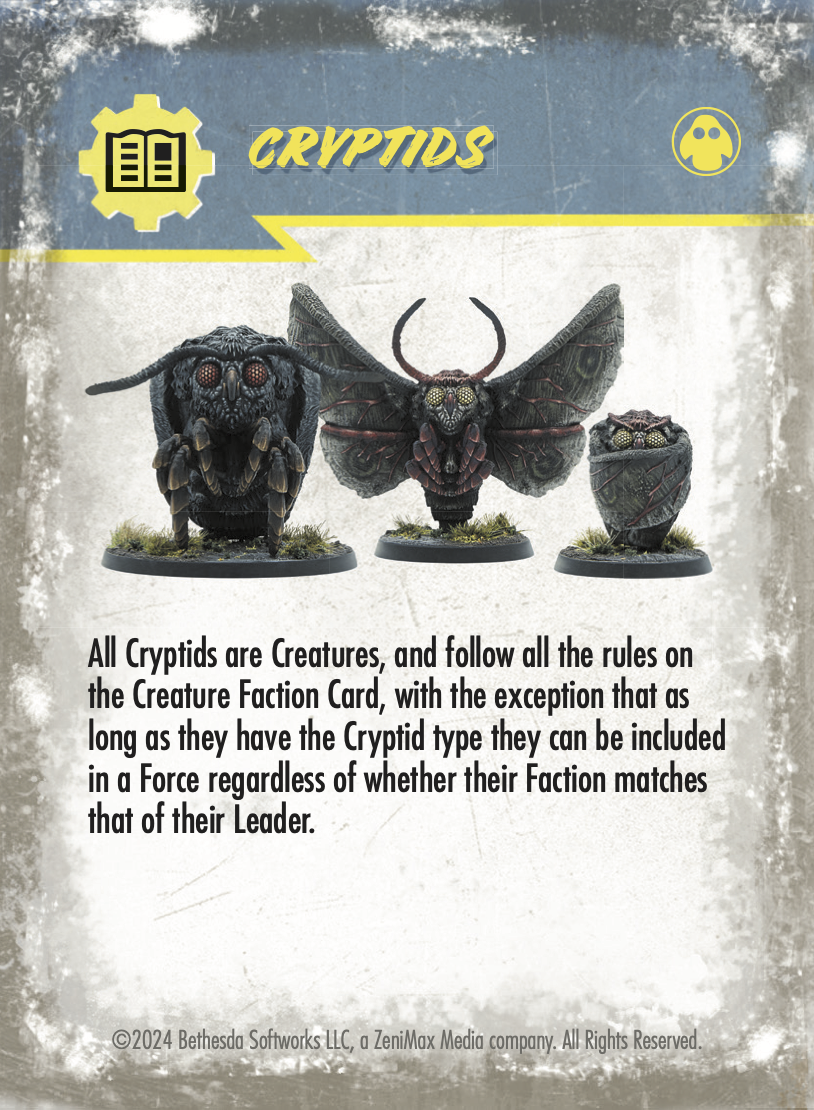 CRYPTIDS
All Cryptids are Creatures, and follow all the rules on
the Creature Faction Card, with the exception that as
long as they have the Cryptid type they can be included
in a Force regardless of whether their Faction matches
that of their Leader.
©2024 Bethesda Softworks LLC, a ZeniMax Media company. All Rights Reserved.